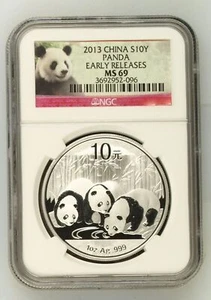 2013 CHINA S10Y
PANDA
EARLY RELEASES
MS 69
3692952-096
NGC
10元
1oz Ag .999